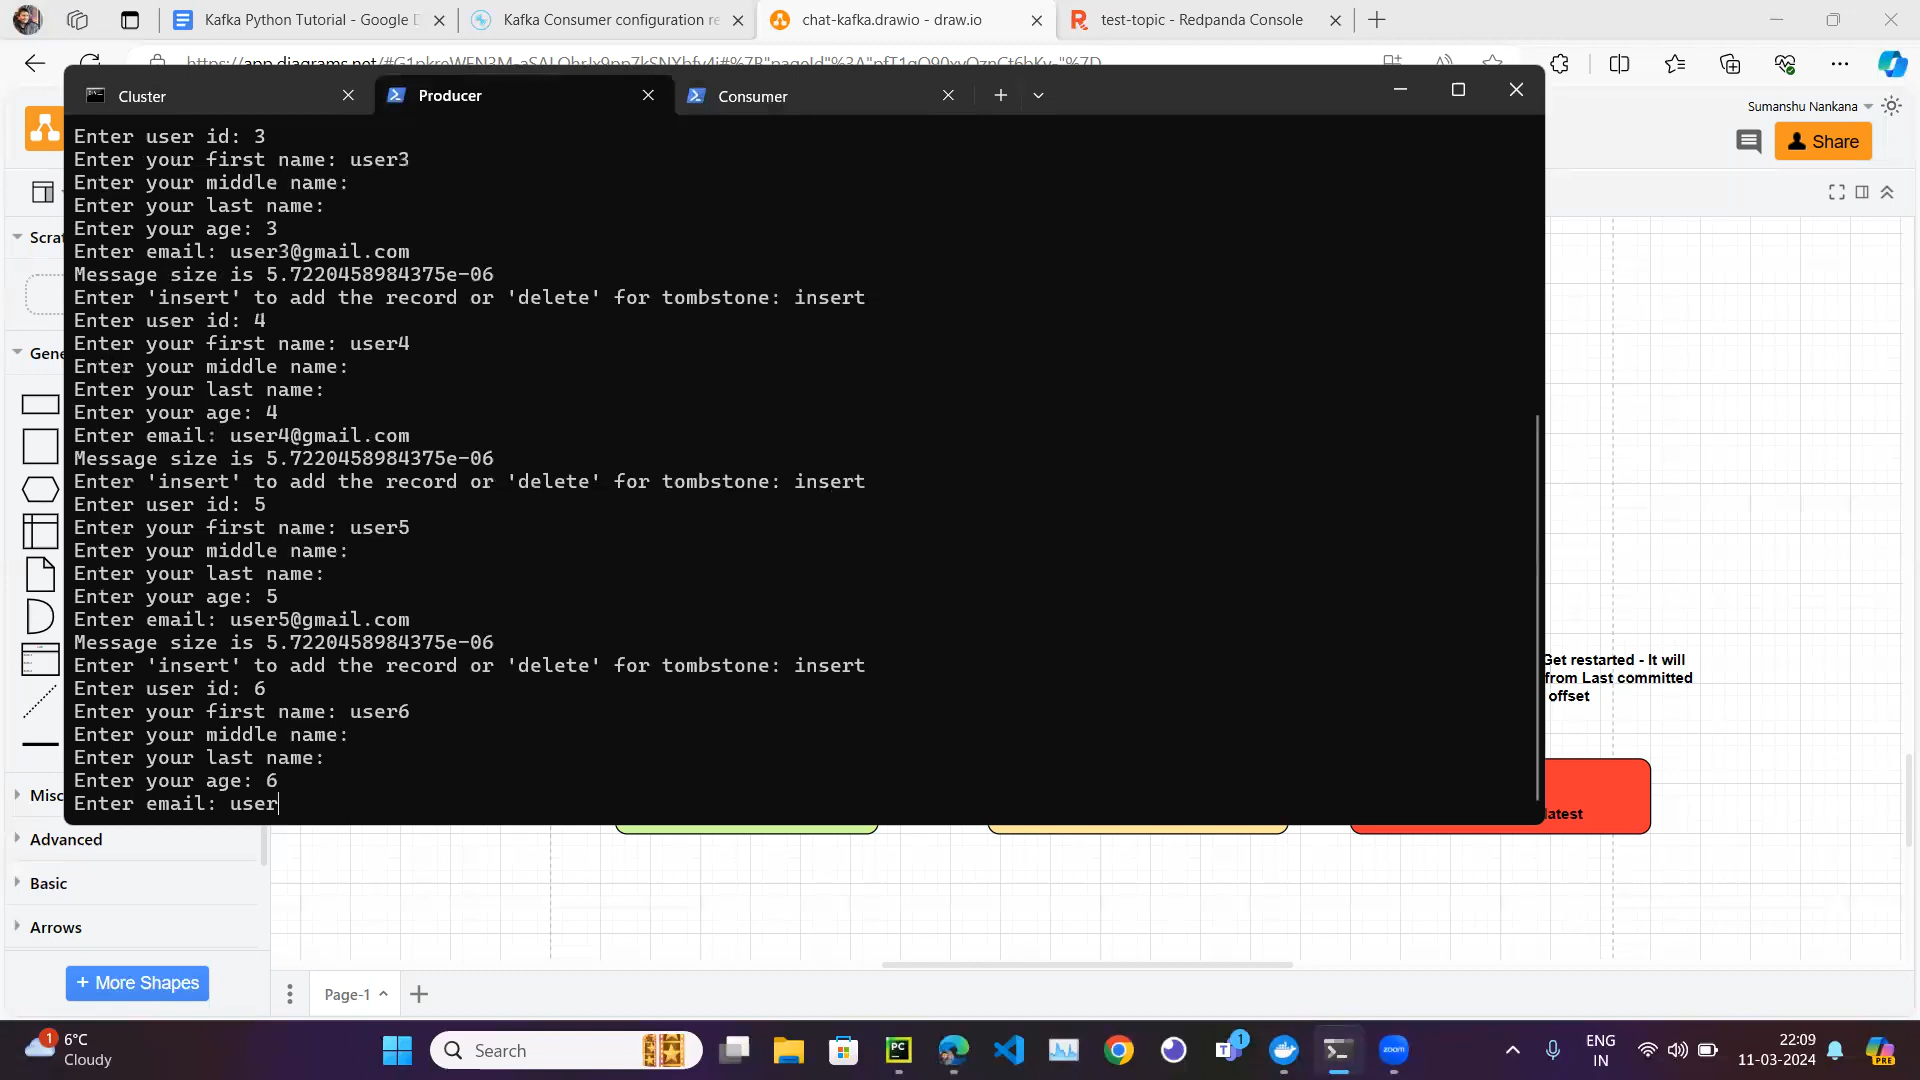 Kafka Python Tutorial - Google D
Kafka Consumer configuration re
chat-kafka.drawio - draw.io
test-topic - Redpanda Console
Cluster
Producer
Consumer
Sumanshu Nankana
Share
Enter user id: 3
Enter your first name: user3
Enter your middle name:
Enter your last name:
Enter your age: 3
Enter email: user3@gmail.com
Message size is 5.7220458984375e-06
Enter 'insert' to add the record or 'delete' for tombstone: insert
Enter user id: 4
Enter your first name: user4
Enter your middle name:
Enter your last name:
Enter your age: 4
Enter email: user4@gmail.com
Message size is 5.7220458984375e-06
Enter 'insert' to add the record or 'delete' for tombstone: insert
Enter user id: 5
Enter your first name: user5
Enter your middle name:
Enter your last name:
Enter your age: 5
Enter email: user5@gmail.com
Message size is 5.7220458984375e-06
Enter 'insert' to add the record or 'delete' for tombstone: insert
Enter user id: 6
Enter your first name: user6
Enter your middle name:
Enter your last name:
Enter your age: 6
Enter email: user
Scrat
Gene
Misc
Advanced
Basic
Arrows
+ More Shapes
Get restarted - It will
from Last committed
offset
latest
Page-1
1
6°C
Cloudy
Search
PC
1
zoom
ENG
IN
22:09
11-03-2024
PRE